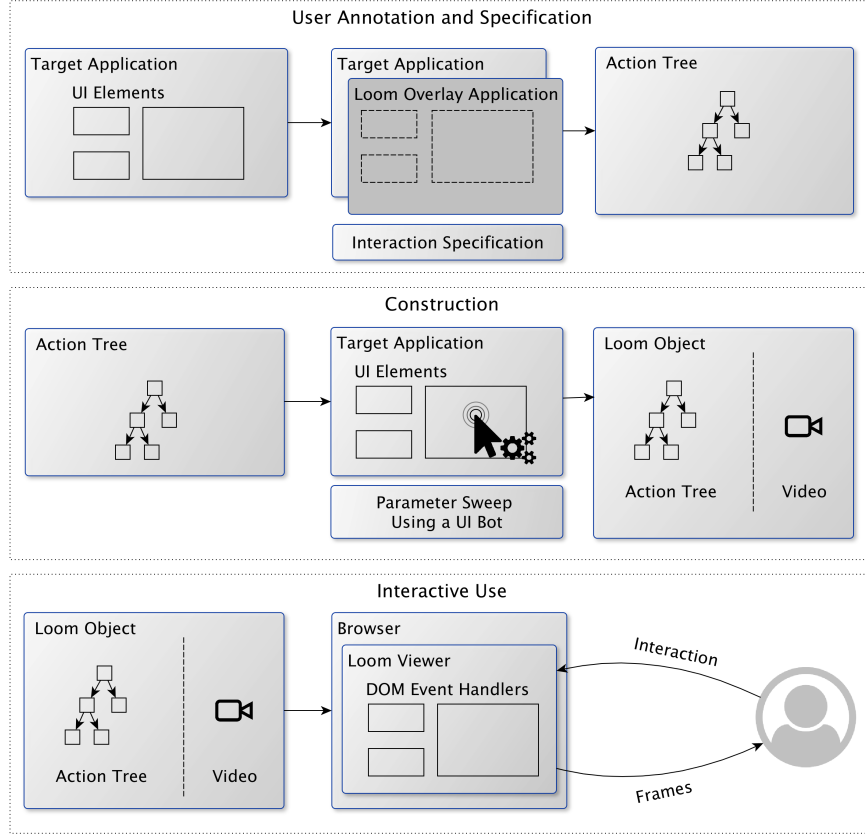 User Annotation and Specification
Target Application
UI Elements
Target Application
Loom Overlay Application
Interaction Specification
Action Tree
Construction
Action Tree
Target Application
UI Elements
Parameter Sweep
Using a UI Bot
Loom Object
Action Tree
Video
Interactive Use
Loom Object
Action Tree
Video
Browser
Loom Viewer
DOM Event Handlers
Interaction
Frames